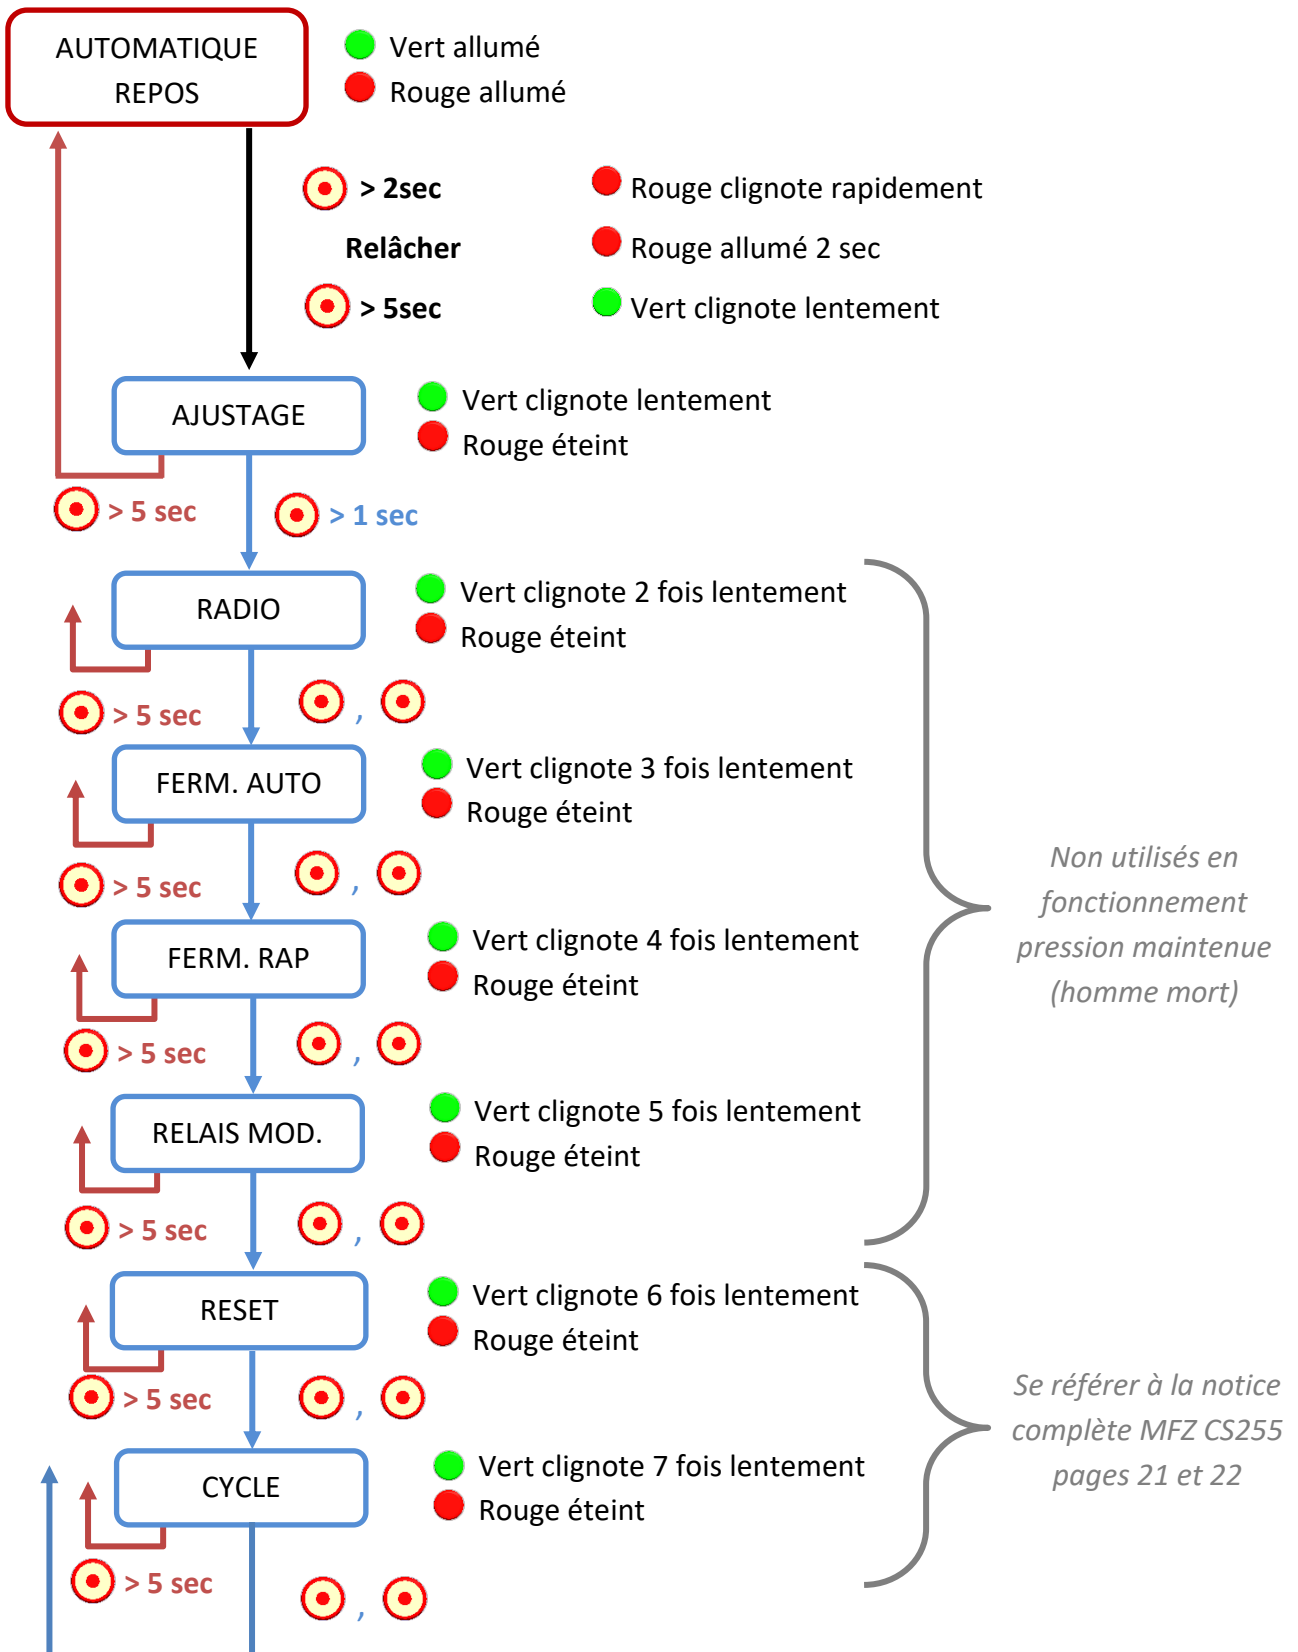 AUTOMATIQUE
REPOS
Vert allumé
Rouge allumé
> 2sec
Rouge clignote rapidement
Relâcher
Rouge allumé 2 sec
> 5sec
Vert clignote lentement
AJUSTAGE
Vert clignote lentement
Rouge éteint
> 5 sec
> 1 sec
RADIO
Vert clignote 2 fois lentement
Rouge éteint
> 5 sec
,
FERM. AUTO
Vert clignote 3 fois lentement
Rouge éteint
> 5 sec
,
FERM. RAP
Vert clignote 4 fois lentement
Rouge éteint
> 5 sec
,
RELAIS MOD.
Vert clignote 5 fois lentement
Rouge éteint
> 5 sec
,
Non utilisés en
fonctionnement
pression maintenue
(homme mort)
RESET
Vert clignote 6 fois lentement
Rouge éteint
> 5 sec
,
CYCLE
Vert clignote 7 fois lentement
Rouge éteint
> 5 sec
,
Se référer à la notice
complète MFZ CS255
pages 21 et 22